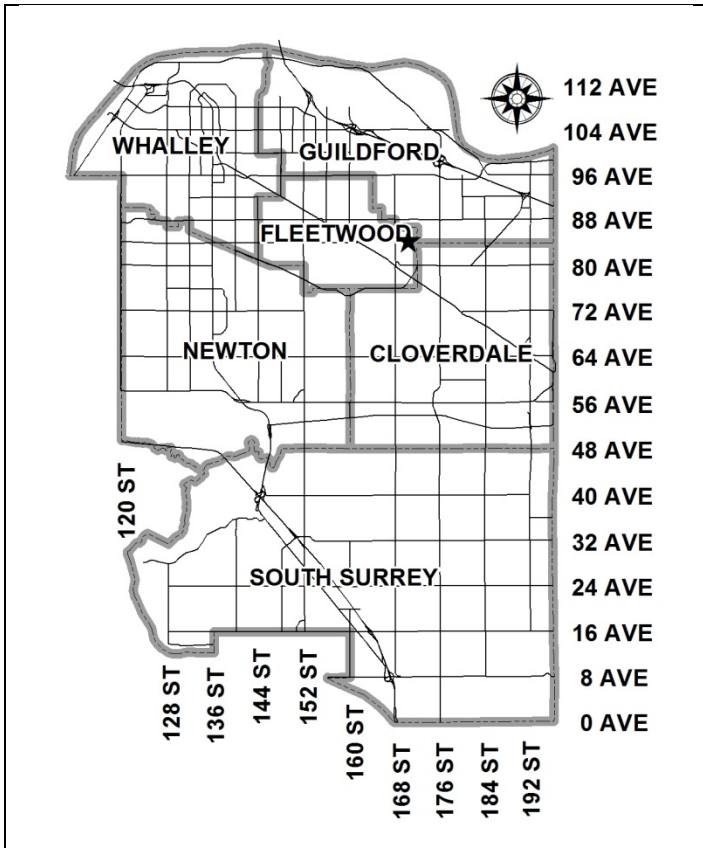 112 AVE
104 AVE
WHALLEY
GUILDFORD
96 AVE
88 AVE
FLEETWOOD
80 AVE
72 AVE
NEWTON
CLOVERDALE
64 AVE
56 AVE
48 AVE
120 ST
40 AVE
32 AVE
SOUTH SURREY
24 AVE
16 AVE
128 ST
136 ST
144 ST
152 ST
160 ST
8 AVE
0 AVE
168 ST
176 ST
184 ST
192 ST